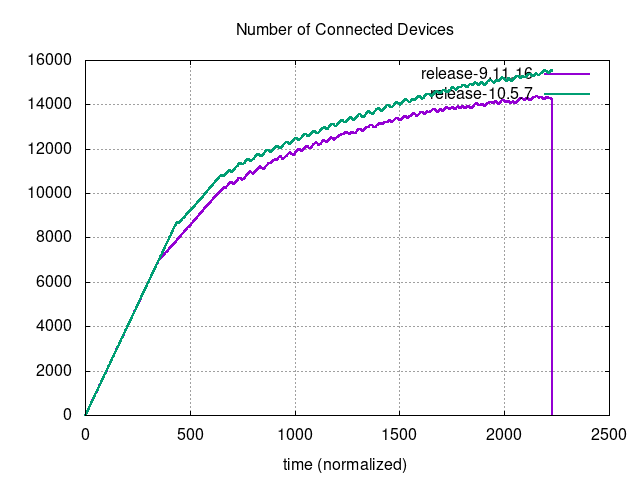 Number of Connected Devices
16000
14000
12000
10000
8000
6000
4000
2000
0
release-9.11.16
release-10.5.7
0 500 1000 1500 2000 2500
time (normalized)